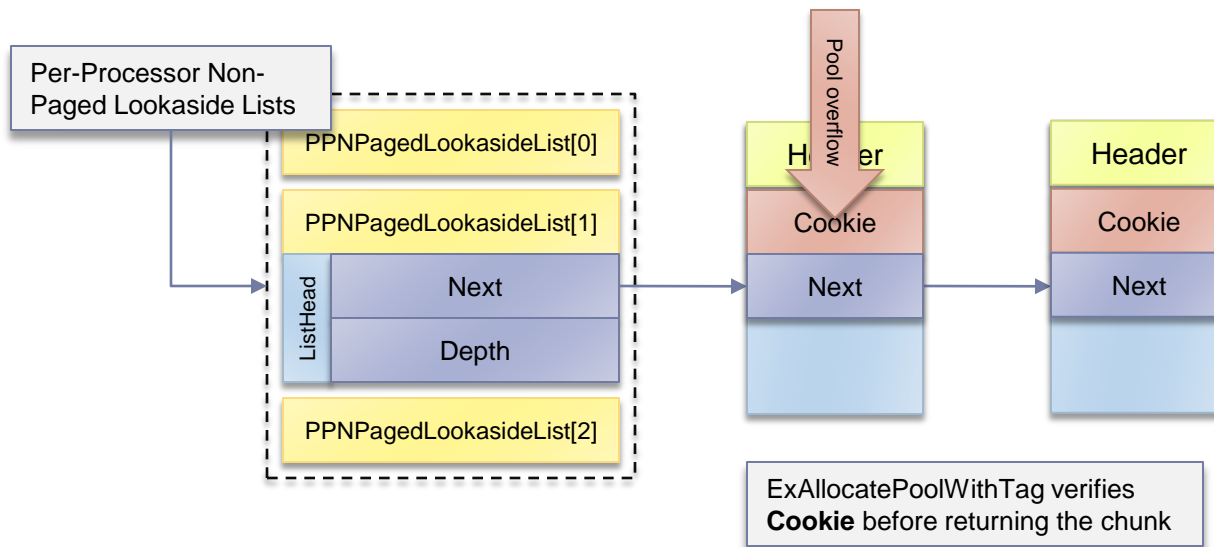 Per-Processor Non-
Paged Lookaside Lists
PPNPagedLookasideList[0]
PPNPagedLookasideList[1]
ListHead
Next
Depth
PPNPagedLookasideList[2]
Pool overflow
Header
Cookie
Next
Header
Cookie
Next
ExAllocatePoolWithTag verifies
Cookie before returning the chunk